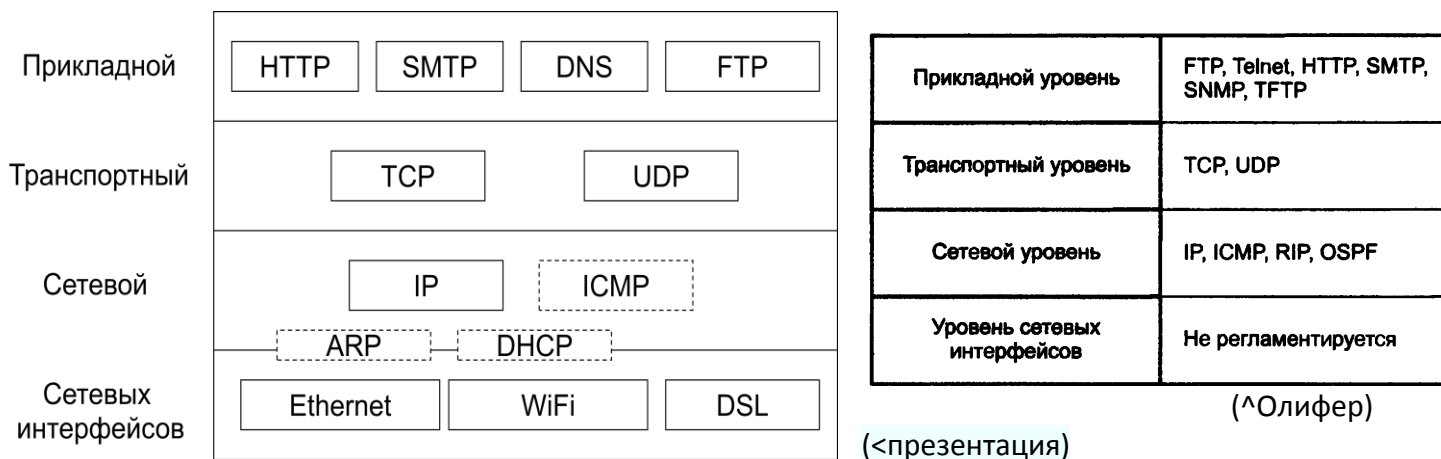 Прикладной
HTTP SMTP DNS FTP
Транспортный
TCP UDP
Сетевой
IP ICMP
ARP DHCP
Сетевых
интерфейсов
Ethernet WiFi DSL
(<презентация)
Прикладной уровень
FTP, Telnet, HTTP, SMTP,
SNMP, TFTP
Транспортный уровень
TCP, UDP
Сетевой уровень
IP, ICMP, RIP, OSPF
Уровень сетевых
интерфейсов
Не регламентируется
(^Олифер)